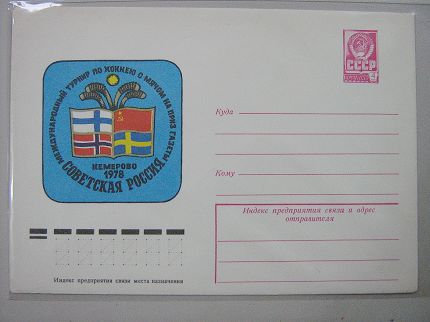 МЕЖДУНАРОДНЫЙ ТУРНИР ПО ХОККЕЮ С МЯЧОМ НА ПРИЗ ГАЗЕТЫ
КЕМЕРОВО
1978
СОВЕТСКАЯ РОССИЯ
СССР
Куда
Кому
Индекс предприятия связи и адрес
отправителя
Индекс предприятия связи места назначения